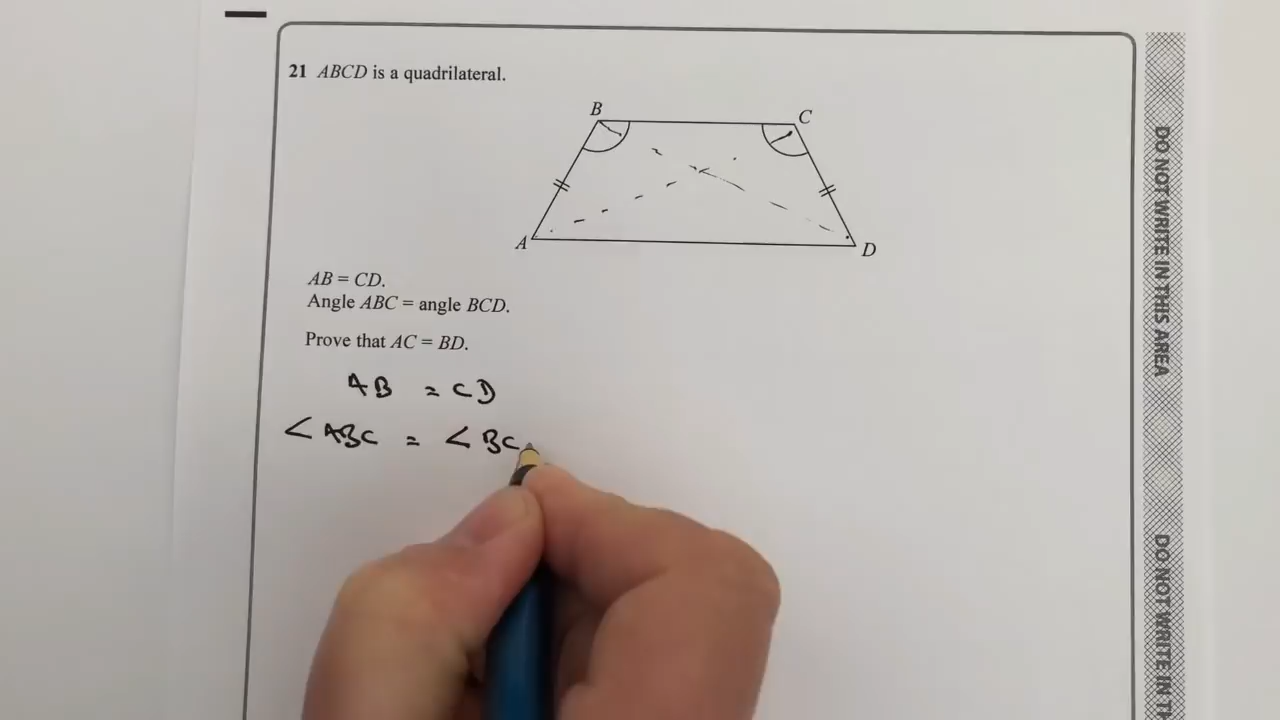 21 ABCD is a quadrilateral.
B
C
A
D
AB = CD.
Angle ABC = angle BCD.
Prove that AC = BD.
AB = CD
∠ABC = ∠BC
DO NOT WRITE IN THIS AREA
DO NOT WRITE IN TH